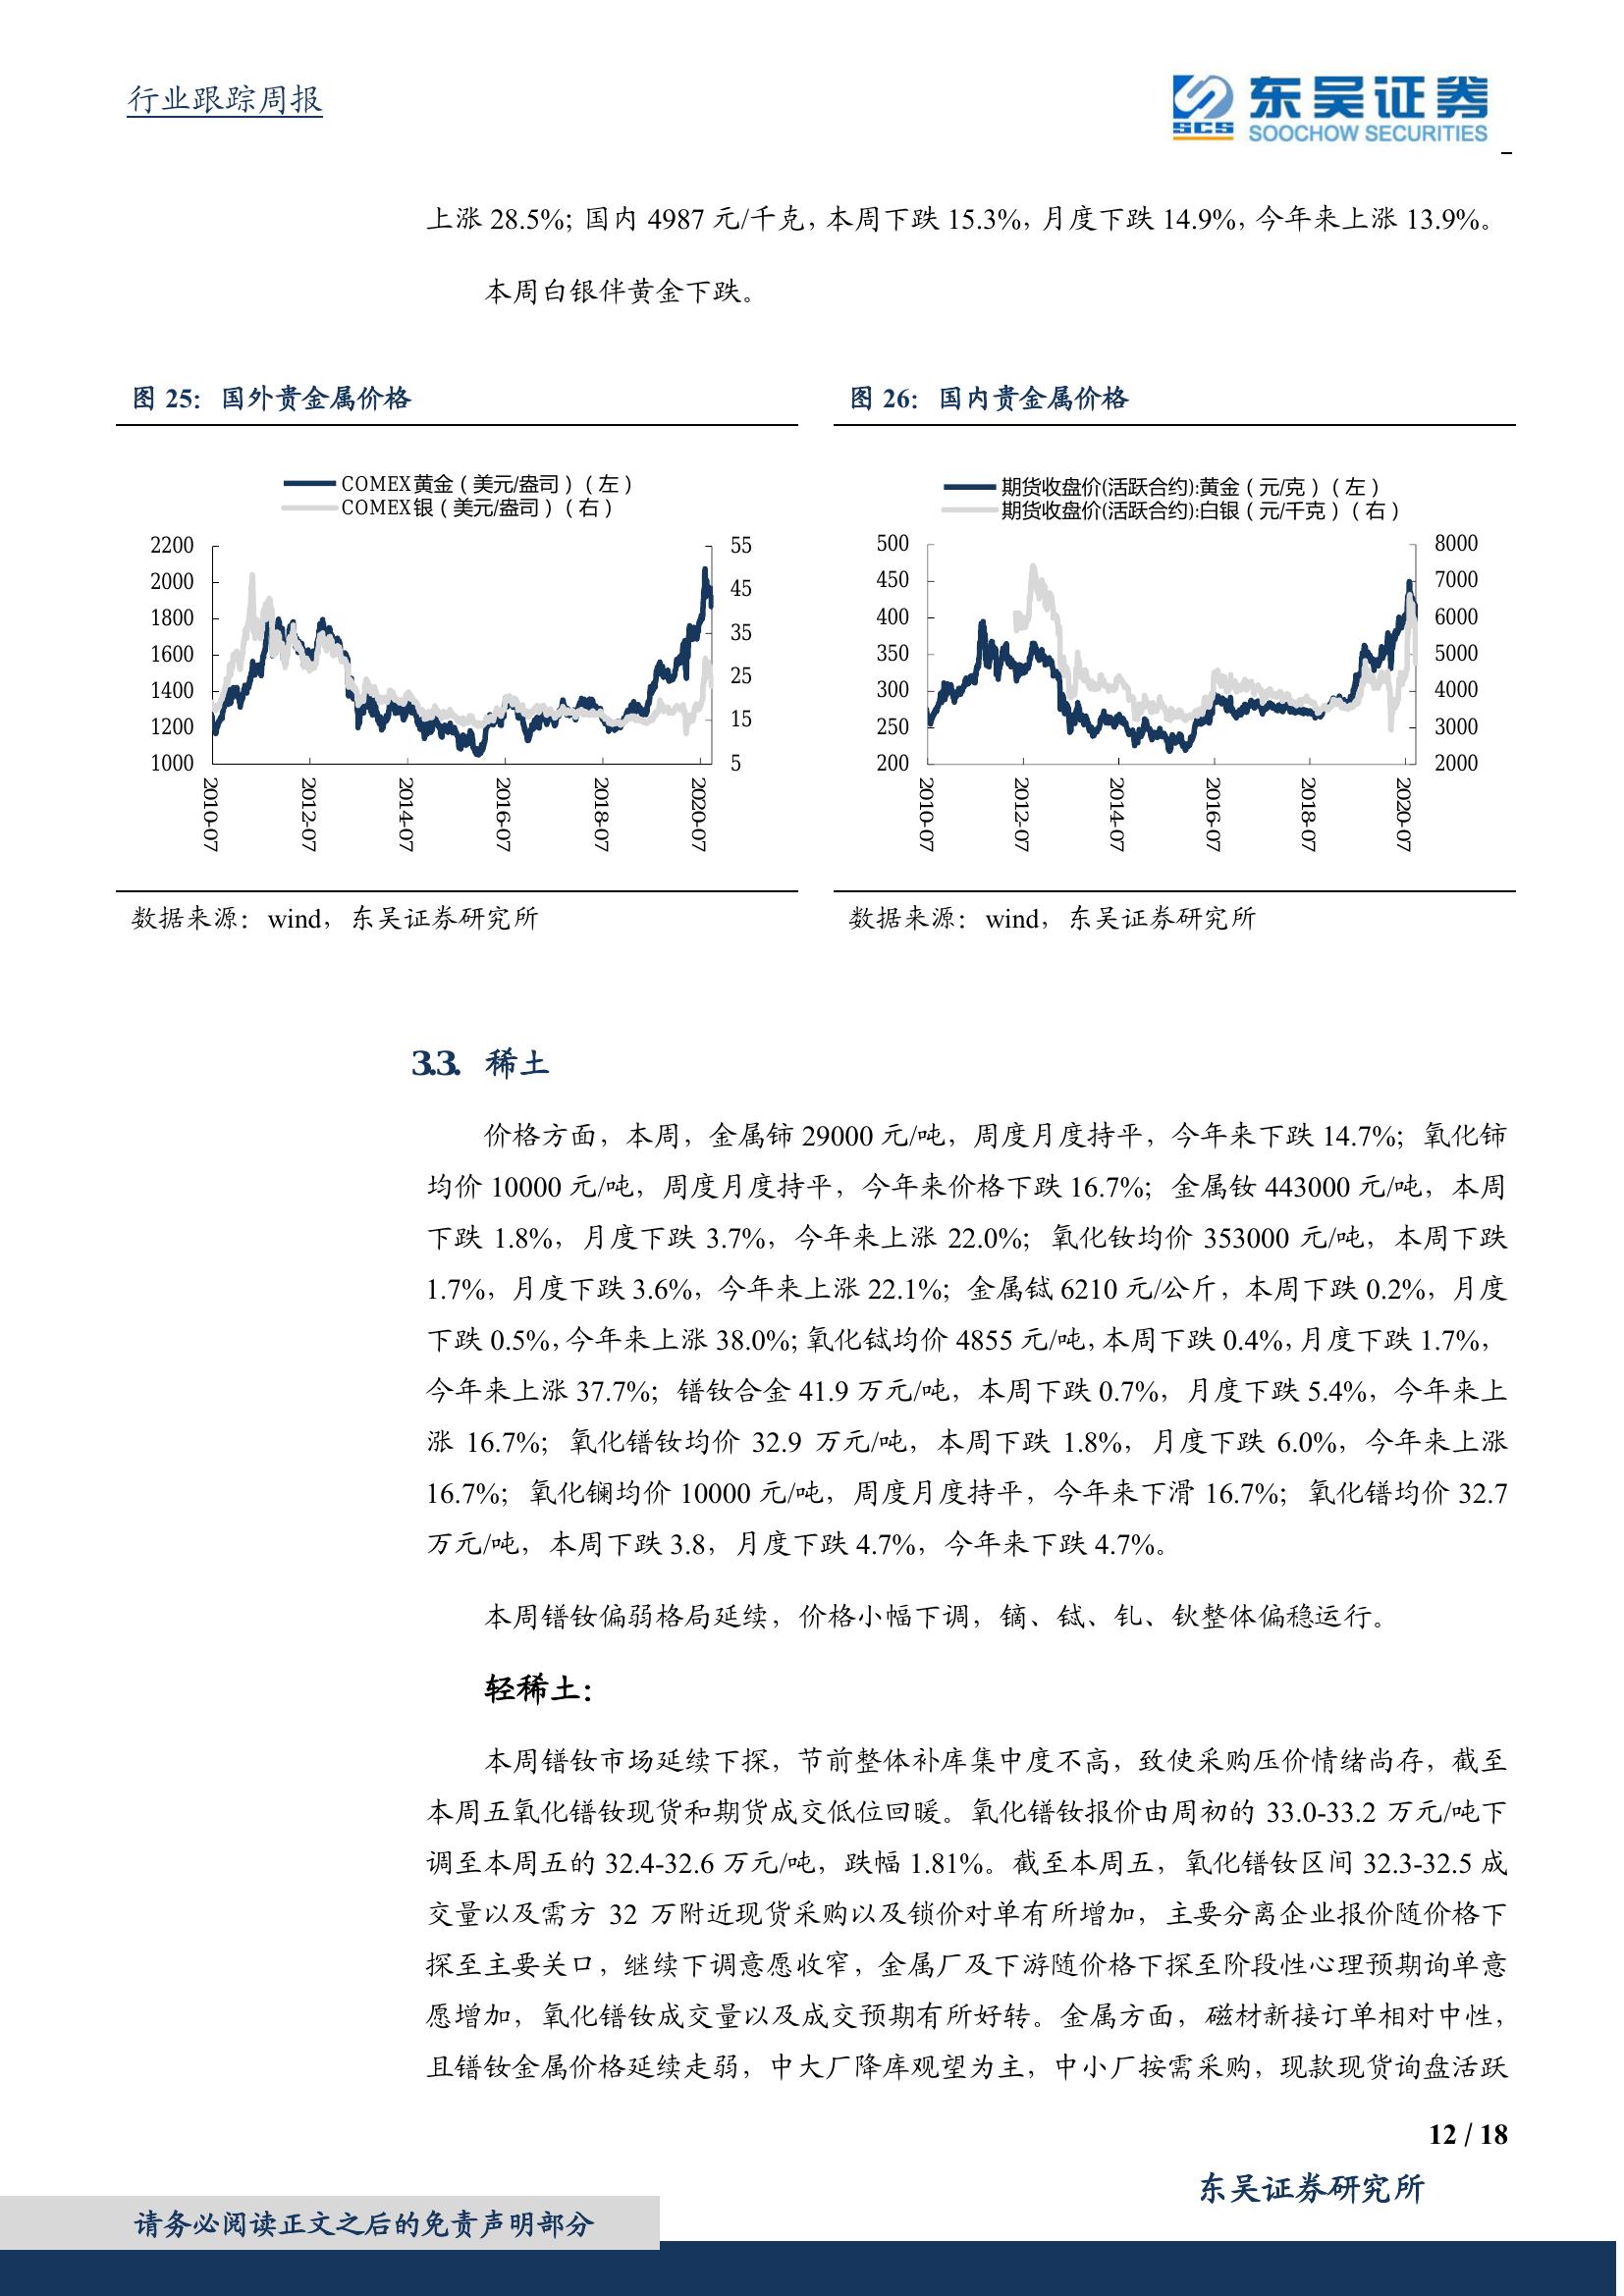 行业跟踪周报
东吴证券
SCS
SOOCHOW SECURITIES
上涨 28.5%; 国内 4987 元/千克, 本周下跌 15.3%, 月度下跌 14.9%, 今年来上涨 13.9%。
本周白银伴黄金下跌。
图 25: 国外贵金属价格
COMEX黄金（美元/盎司）（左）
COMEX银（美元/盎司）（右）
2200
2000
1800
1600
1400
1200
1000
55
45
35
25
15
5
2010-07
2012-07
2014-07
2016-07
2018-07
2020-07
数据来源：wind，东吴证券研究所
图 26: 国内贵金属价格
期货收盘价(活跃合约):黄金（元/克）（左）
期货收盘价(活跃合约):白银（元/千克）（右）
500
450
400
350
300
250
200
8000
7000
6000
5000
4000
3000
2000
2010-07
2012-07
2014-07
2016-07
2018-07
2020-07
数据来源：wind，东吴证券研究所
3.3. 稀土
价格方面，本周，金属铈 29000 元/吨，周度月度持平，今年来下跌 14.7%；氧化铈
均价 10000 元/吨，周度月度持平，今年来价格下跌 16.7%；金属钕 443000 元/吨，本周
下跌 1.8%，月度下跌 3.7%，今年来上涨 22.0%；氧化钕均价 353000 元/吨，本周下跌
1.7%，月度下跌 3.6%，今年来上涨 22.1%；金属铽 6210 元/公斤，本周下跌 0.2%，月度
下跌 0.5%, 今年来上涨 38.0%; 氧化铽均价 4855 元/吨, 本周下跌 0.4%, 月度下跌 1.7%，
今年来上涨 37.7%；镨钕合金 41.9 万元/吨，本周下跌 0.7%，月度下跌 5.4%，今年来上
涨 16.7%；氧化镨钕均价 32.9 万元/吨，本周下跌 1.8%，月度下跌 6.0%，今年来上涨
16.7%；氧化镧均价 10000 元/吨，周度月度持平，今年来下滑 16.7%；氧化镨均价 32.7
万元/吨，本周下跌 3.8，月度下跌 4.7%，今年来下跌 4.7%。
本周镨钕偏弱格局延续，价格小幅下调，镝、铽、钆、钬整体偏稳运行。
轻稀土：
本周镨钕市场延续下探，节前整体补库集中度不高，致使采购压价情绪尚存，截至
本周五氧化镨钕现货和期货成交低位回暖。氧化镨钕报价由周初的 33.0-33.2 万元/吨下
调至本周五的 32.4-32.6 万元/吨，跌幅 1.81%。截至本周五，氧化镨钕区间 32.3-32.5 成
交量以及需方 32 万附近现货采购以及锁价对单有所增加，主要分离企业报价随价格下
探至主要关口，继续下调意愿收窄，金属厂及下游随价格下探至阶段性心理预期询单意
愿增加，氧化镨钕成交量以及成交预期有所好转。金属方面，磁材新接订单相对中性，
且镨钕金属价格延续走弱，中大厂降库观望为主，中小厂按需采购，现款现货询盘活跃
12 / 18
东吴证券研究所
请务必阅读正文之后的免责声明部分